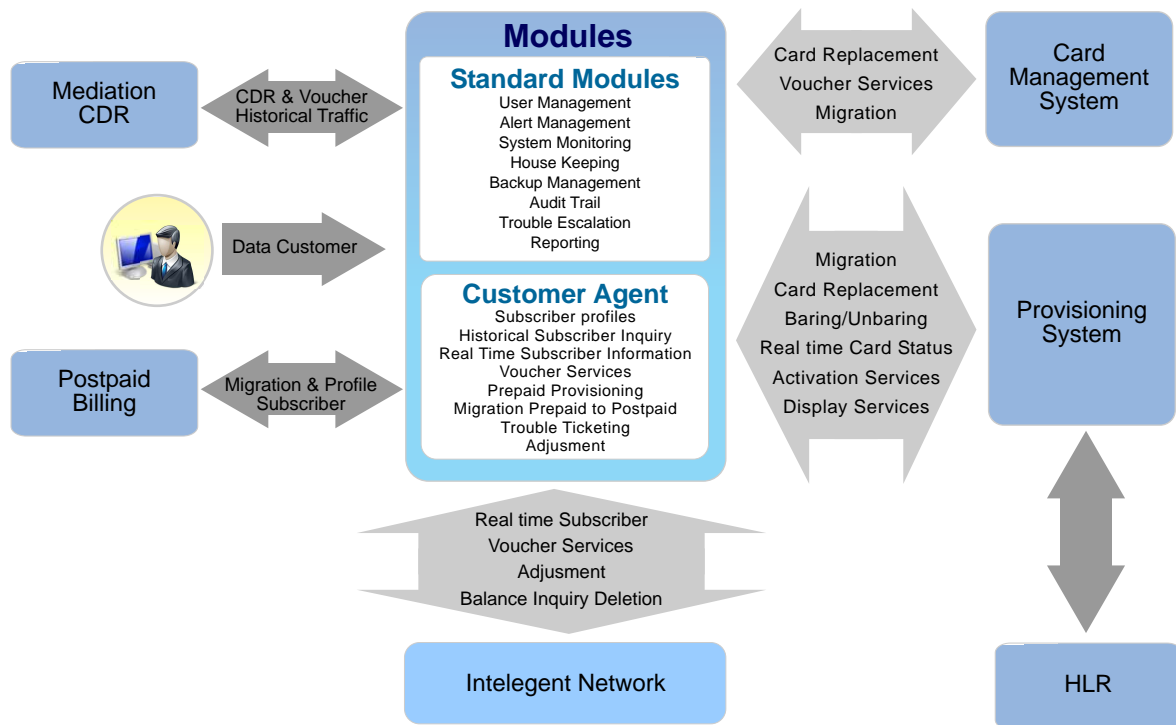 Modules
Standard Modules
User Management
Alert Management
System Monitoring
House Keeping
Backup Management
Audit Trail
Trouble Escalation
Reporting
Customer Agent
Subscriber profiles
Historical Subscriber Inquiry
Real Time Subscriber Information
Voucher Services
Prepaid Provisioning
Migration Prepaid to Postpaid
Trouble Ticketing
Adjusment
Mediation
CDR
CDR & Voucher
Historical Traffic
Data Customer
Postpaid
Billing
Migration & Profile
Subscriber
Card Replacement
Voucher Services
Migration
Card
Management
System
Migration
Card Replacement
Baring/Unbaring
Real time Card Status
Activation Services
Display Services
Provisioning
System
Real time Subscriber
Voucher Services
Adjusment
Balance Inquiry Deletion
Intelegent Network
HLR